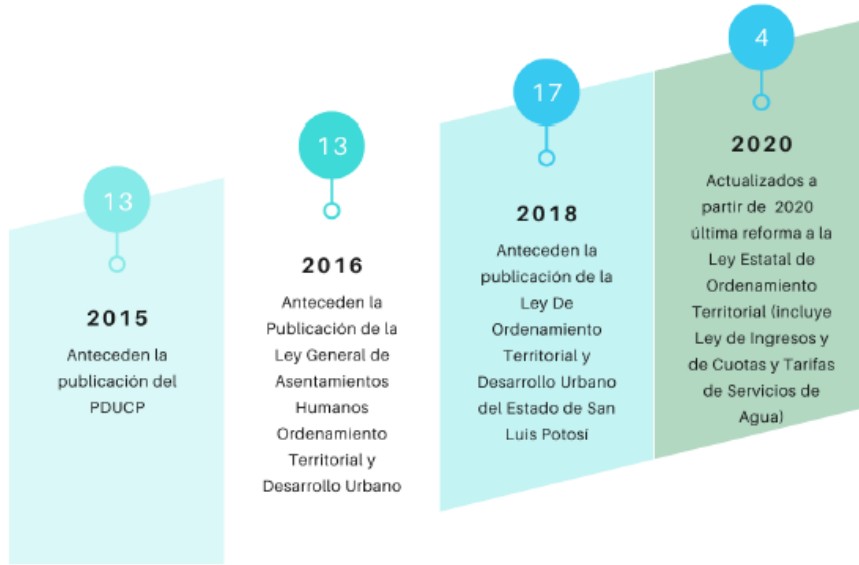 13
2015
Anteceden la
publicación del
PDUCP
13
2016
Anteceden la
Publicación de la
Ley General de
Asentamientos
Humanos
Ordenamiento
Territorial y
Desarrollo Urbano
17
2018
Anteceden la
publicación de la
Ley De
Ordenamiento
Territorial y
Desarrollo Urbano
del Estado de San
Luis Potosí
4
2020
Actualizados a
partir de 2020
última reforma a la
Ley Estatal de
Ordenamiento
Territorial (incluye
Ley de Ingresos y
de Cuotas y Tarifas
de Servicios de
Agua)